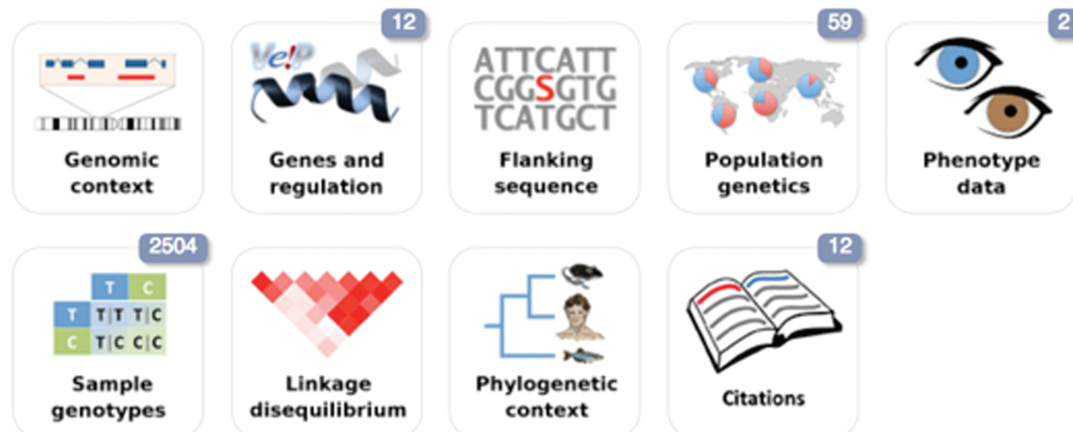 12
59
2
Ve!P
ATTCATT
CGGSGTG
TCATGCT
Genomic
context
Genes and
regulation
Flanking
sequence
Population
genetics
Phenotype
data
2504
12
T C
T T|T T|C
C T|C C|C
Sample
genotypes
Linkage
disequilibrium
Phylogenetic
context
Citations